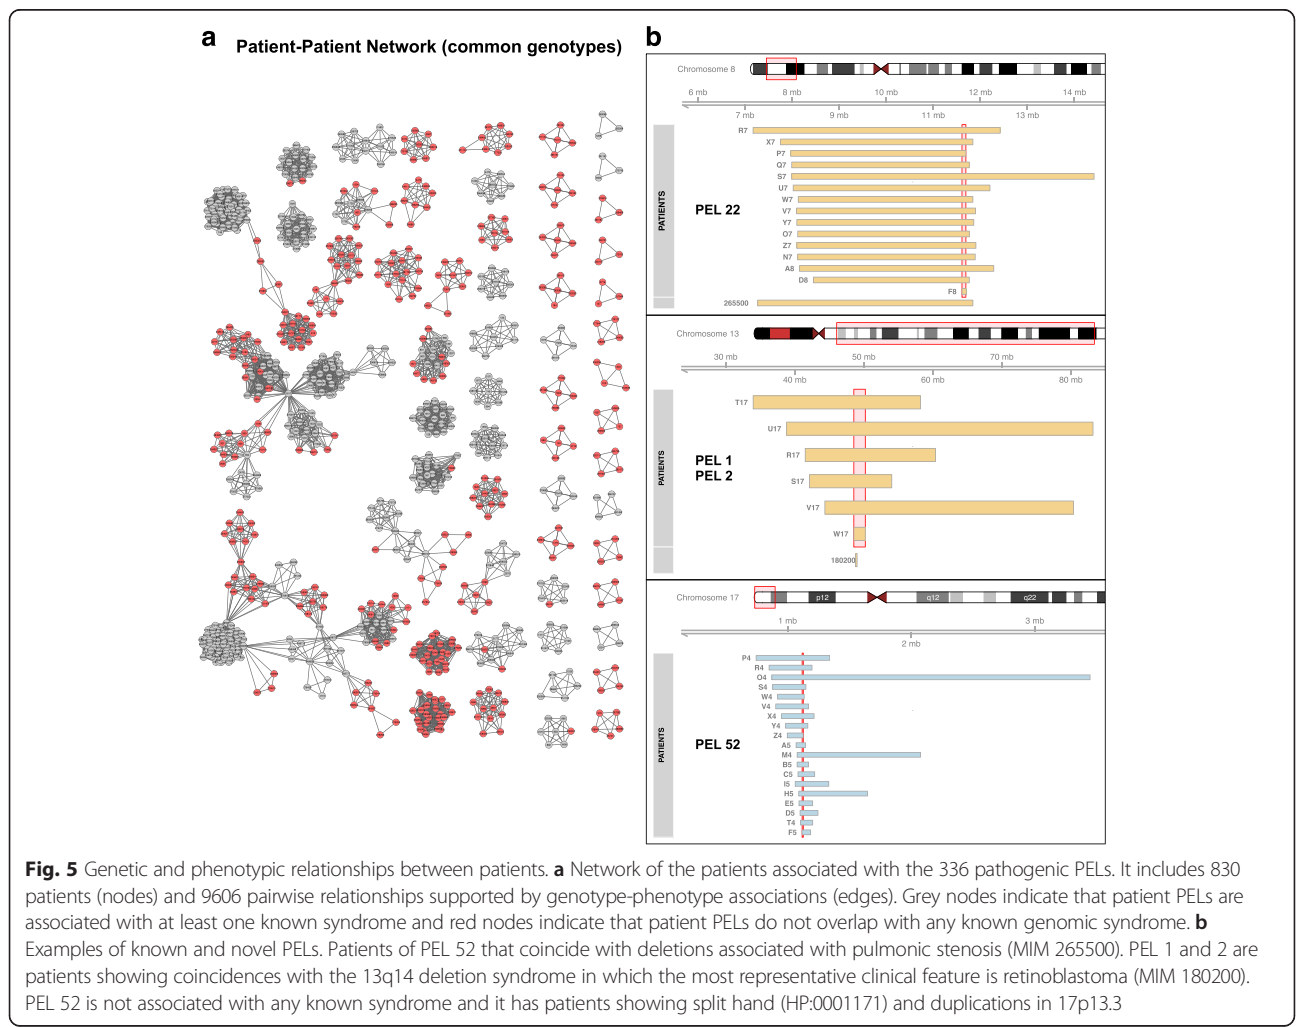 a
Patient-Patient Network (common genotypes)
b
Chromosome 8
6 mb 8 mb 10 mb 12 mb 14 mb
7 mb 9 mb 11 mb 13 mb
PATIENTS
PEL 22
R7
X7
P7
Q7
S7
U7
W7
V7
Y7
O7
Z7
N7
A8
D8
F8
265500
Chromosome 13
30 mb 50 mb 70 mb
40 mb 60 mb 80 mb
PATIENTS
PEL 1
PEL 2
T17
U17
R17
S17
V17
W17
180200
Chromosome 17
p12 q12 q22
1 mb 3 mb
2 mb
PATIENTS
PEL 52
P4
R4
O4
S4
W4
V4
X4
Y4
Z4
A5
M4
B5
C5
I5
H5
E5
D5
T4
F5
Fig. 5 Genetic and phenotypic relationships between patients. a Network of the patients associated with the 336 pathogenic PELs. It includes 830
patients (nodes) and 9606 pairwise relationships supported by genotype-phenotype associations (edges). Grey nodes indicate that patient PELs are
associated with at least one known syndrome and red nodes indicate that patient PELs do not overlap with any known genomic syndrome. b
Examples of known and novel PELs. Patients of PEL 52 that coincide with deletions associated with pulmonic stenosis (MIM 265500). PEL 1 and 2 are
patients showing coincidences with the 13q14 deletion syndrome in which the most representative clinical feature is retinoblastoma (MIM 180200).
PEL 52 is not associated with any known syndrome and it has patients showing split hand (HP:0001171) and duplications in 17p13.3